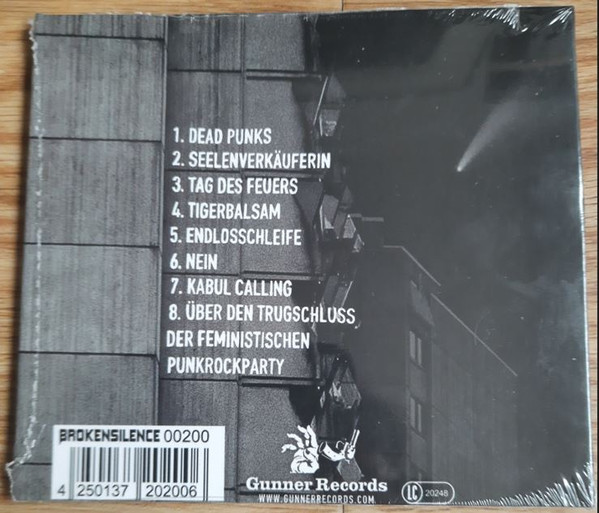 1. DEAD PUNKS
2. SEELENVERKÄUFERIN
3. TAG DES FEUERS
4. TIGERBALSAM
5. ENDLOSSCHLEIFE
6. NEIN
7. KABUL CALLING
8. ÜBER DEN TRUGSCHLUSS
DER FEMINISTISCHEN
PUNKROCKPARTY
BROKENSILENCE 00200
4 250137 202006
Gunner Records
WWW.GUNNERRECORDS.COM
LC 20248